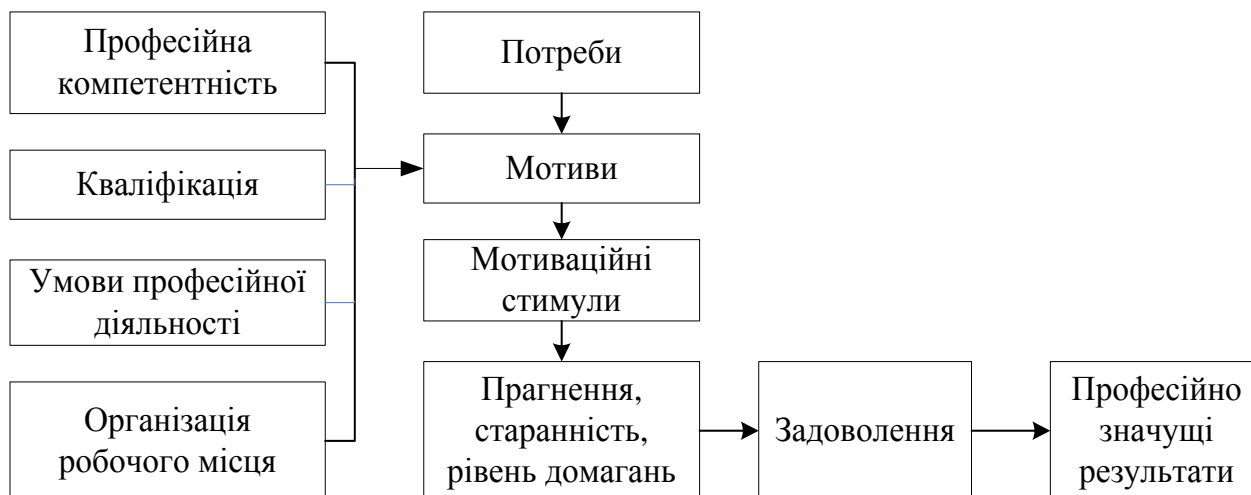 Професійна
компетентність
Кваліфікація
Умови професійної
діяльності
Організація
робочого місця
Потреби
Мотиви
Мотиваційні
стимули
Прагнення,
старанність,
рівень домагань
Задоволення
Професійно
значущі
результати